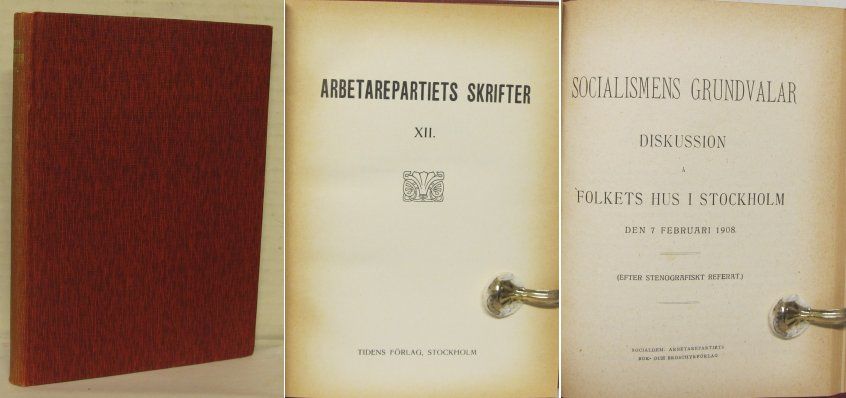 ARBETAREPARTIETS SKRIFTER
XII.
TIDENS FÖRLAG, STOCKHOLM
SOCIALISMENS GRUNDVALAR
DISKUSSION
Å
FOLKETS HUS I STOCKHOLM
DEN 7 FEBRUARI 1908.
(EFTER STENOGRAFISKT REFERAT.)
SOCIALDEM. ARBETAREPARTIETS
BOK- OCH BROSCHYRFÖRLAG